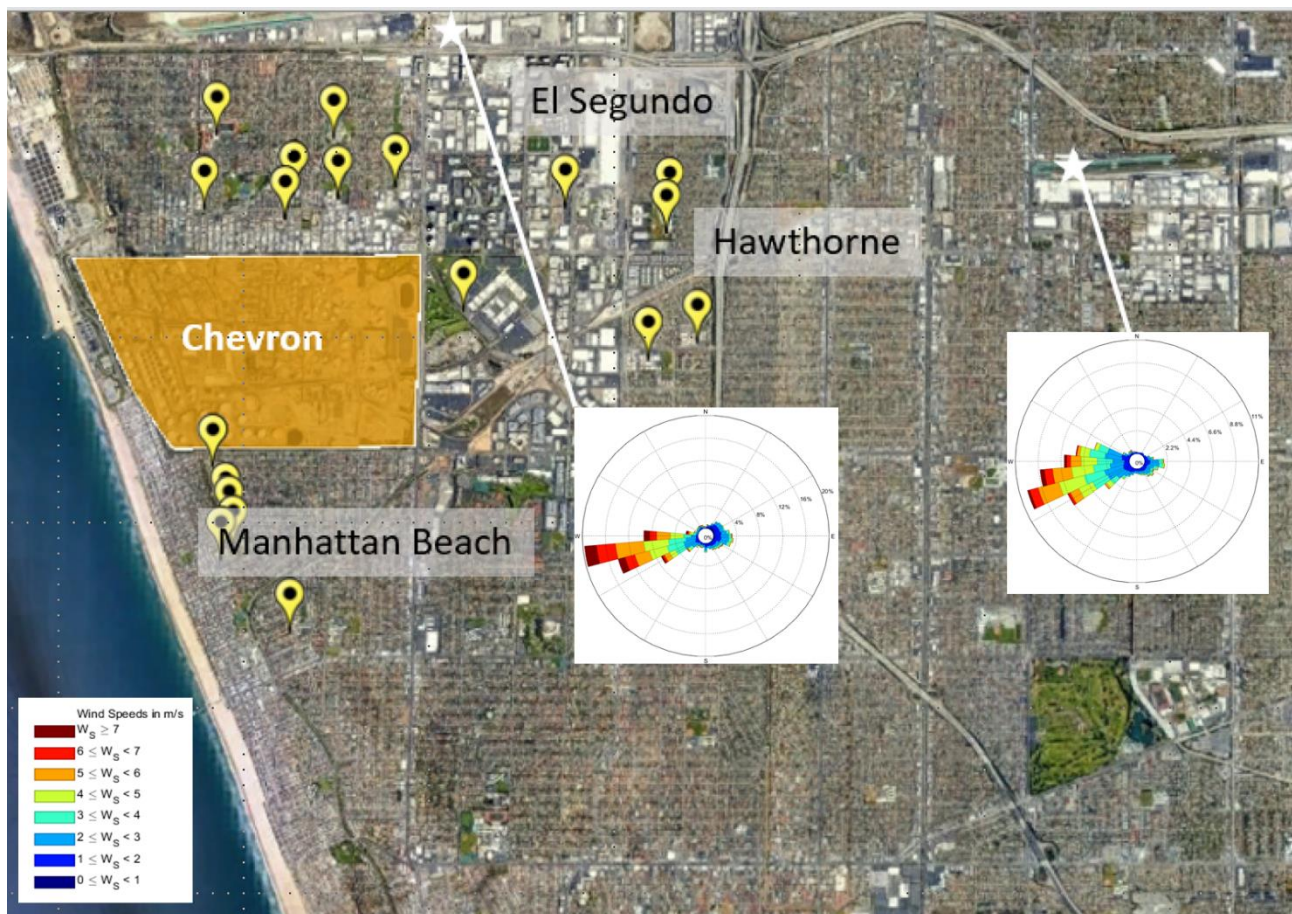 El Segundo
Hawthorne
Chevron
Manhattan Beach
N
20%
16%
12%
8%
4%
0%
W
E
S
N
11%
8.8%
6.6%
4.4%
2.2%
0%
W
E
S
Wind Speeds in m/s
W_S ≥ 7
6 ≤ W_S < 7
5 ≤ W_S < 6
4 ≤ W_S < 5
3 ≤ W_S < 4
2 ≤ W_S < 3
1 ≤ W_S < 2
0 ≤ W_S < 1